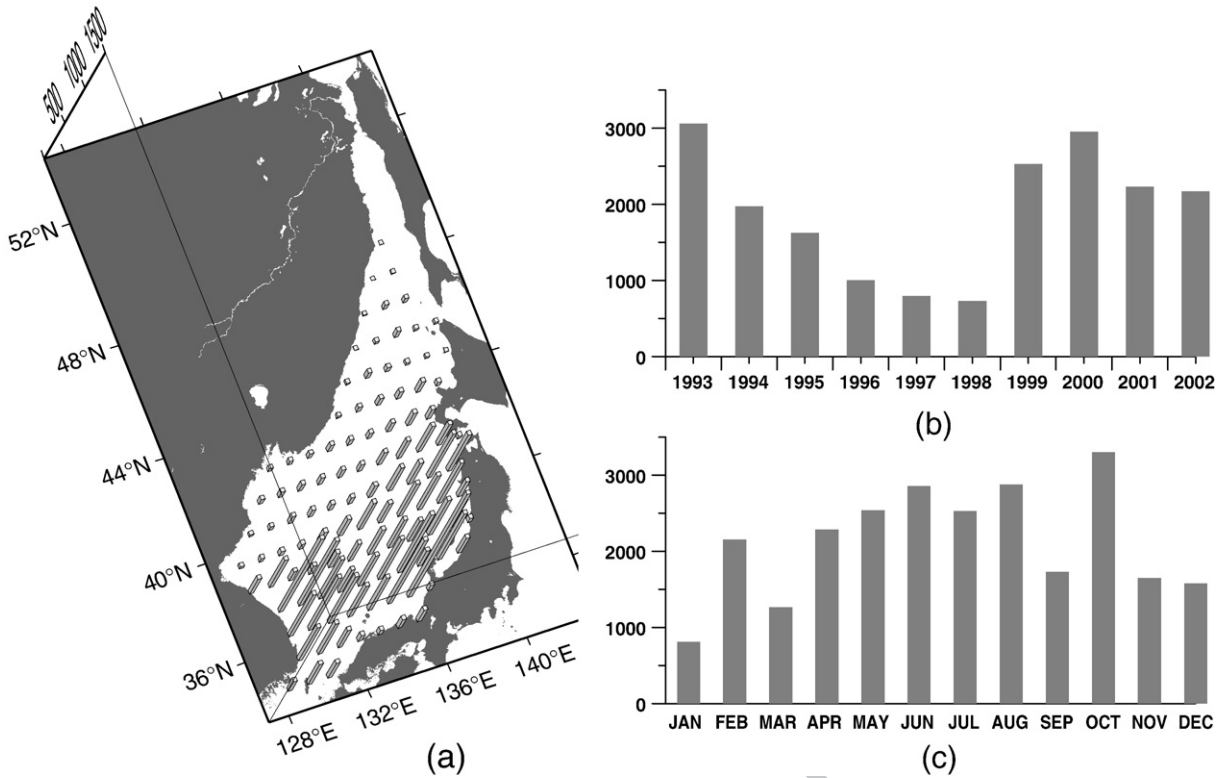 500 1000 1500
52°N
48°N
44°N
40°N
36°N
128°E 132°E 136°E 140°E
(a)
3000
2000
1000
0
1993 1994 1995 1996 1997 1998 1999 2000 2001 2002
(b)
3000
2000
1000
0
JAN FEB MAR APR MAY JUN JUL AUG SEP OCT NOV DEC
(c)